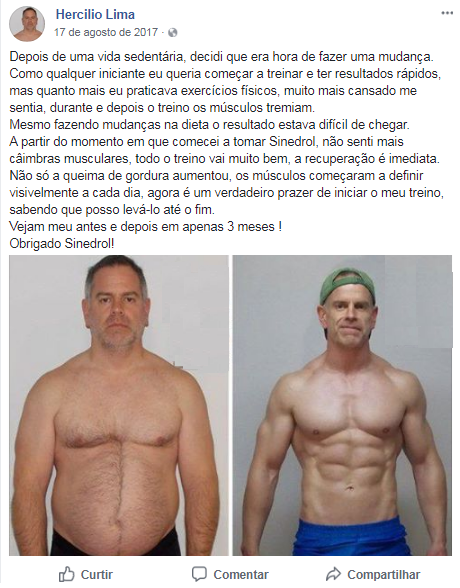 Hercilio Lima
17 de agosto de 2017 ·
Depois de uma vida sedentária, decidi que era hora de fazer uma mudança.
Como qualquer iniciante eu queria começar a treinar e ter resultados rápidos,
mas quanto mais eu praticava exercícios físicos, muito mais cansado me
sentia, durante e depois o treino os músculos tremiam.
Mesmo fazendo mudanças na dieta o resultado estava difícil de chegar.
A partir do momento em que comecei a tomar Sinedrol, não senti mais
câimbras musculares, todo o treino vai muito bem, a recuperação é imediata.
Não só a queima de gordura aumentou, os músculos começaram a definir
visivelmente a cada dia, agora é um verdadeiro prazer de iniciar o meu treino,
sabendo que posso levá-lo até o fim.
Vejam meu antes e depois em apenas 3 meses !
Obrigado Sinedrol!
Curtir Comentar Compartilhar